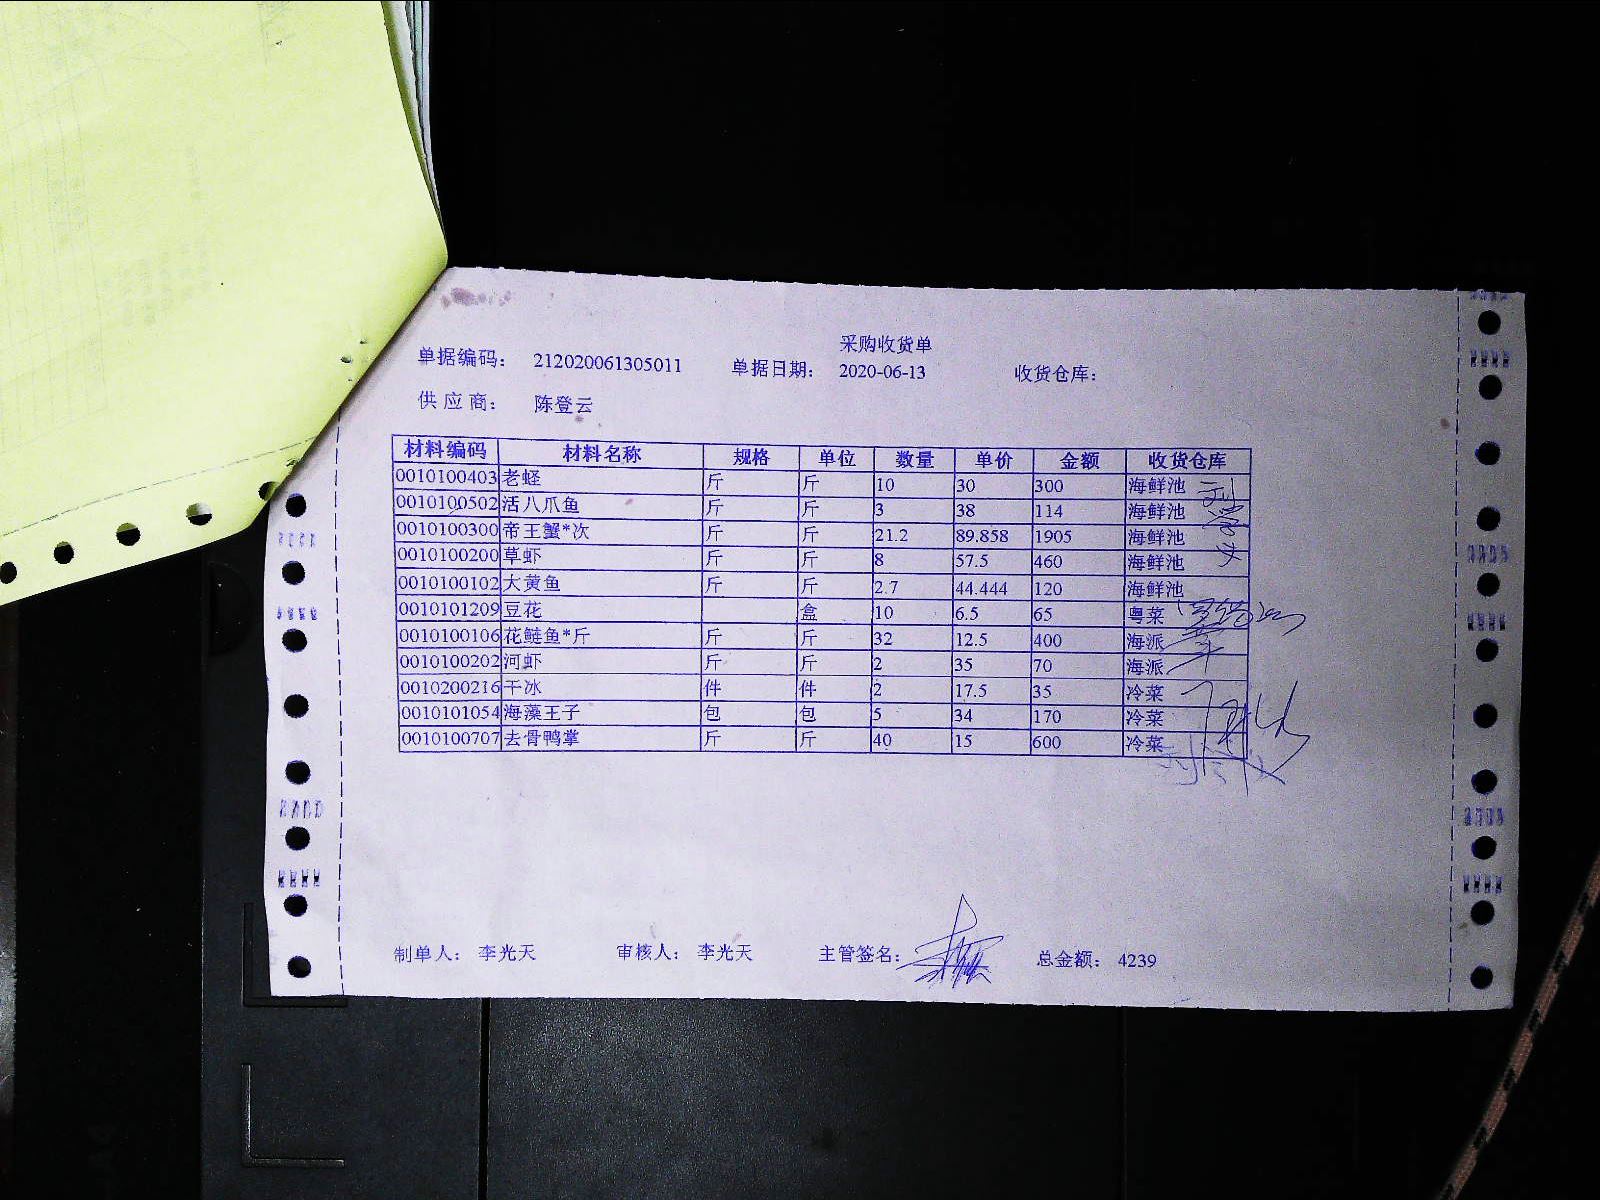 采购收货单
单据编码： 212020061305011 单据日期： 2020-06-13 收货仓库：
供应商： 陈登云
材料编码 材料名称 规格 单位 数量 单价 金额 收货仓库
0010100403 老蛏 斤 斤 10 30 300 海鲜池
0010100502 活八爪鱼 斤 斤 3 38 114 海鲜池
0010100300 帝王蟹*次 斤 斤 21.2 89.858 1905 海鲜池
0010100200 草虾 斤 斤 8 57.5 460 海鲜池
0010100102 大黄鱼 斤 斤 2.7 44.444 120 海鲜池
0010101209 豆花 盒 10 6.5 65 粤菜
0010100106 花鲢鱼*斤 斤 斤 32 12.5 400 海派
0010100202 河虾 斤 斤 2 35 70 海派
0010200216 干冰 件 件 2 17.5 35 冷菜
0010101054 海藻王子 包 包 5 34 170 冷菜
0010100707 去骨鸭掌 斤 斤 40 15 600 冷菜
制单人： 李光天 审核人： 李光天 主管签名： 总金额： 4239